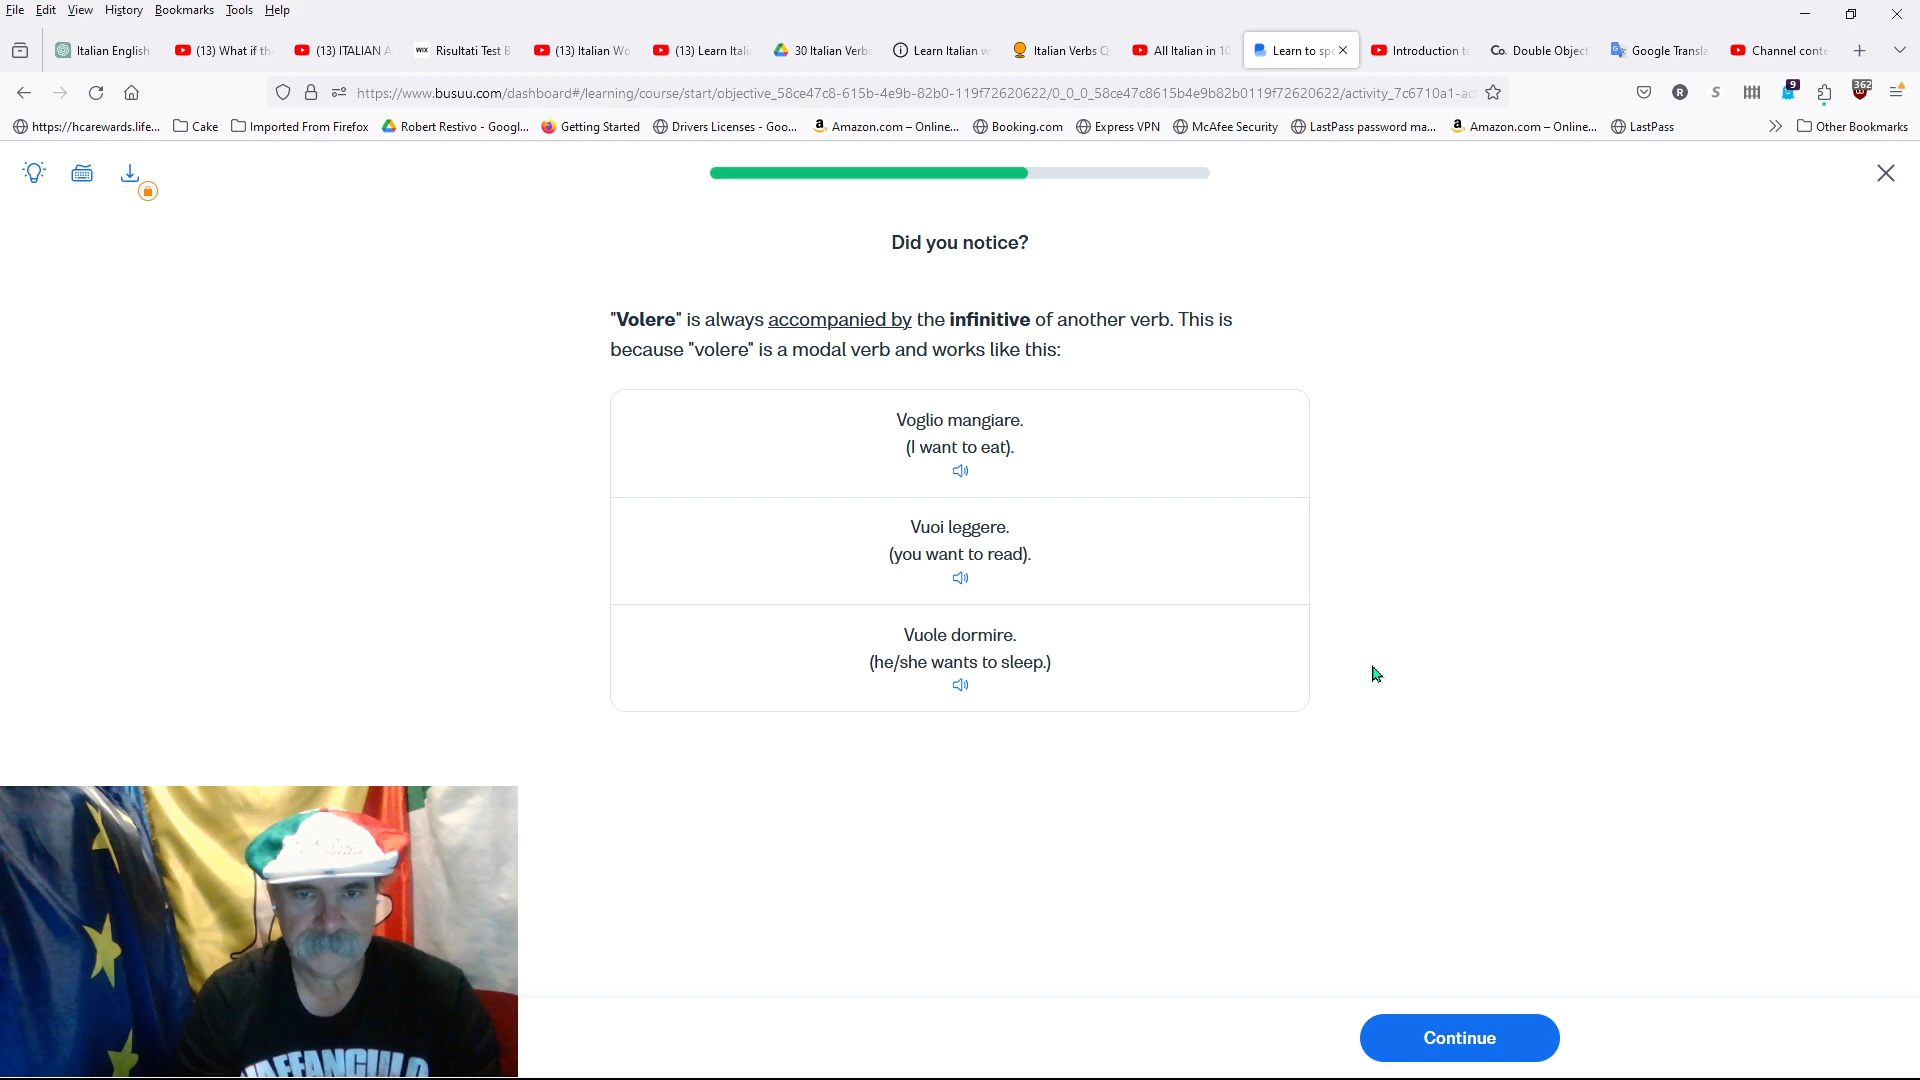 File Edit View History Bookmarks Tools Help
Italian English
(13) What if th
(13) ITALIAN A
WIX Risultati Test B
(13) Italian Wo
(13) Learn Itali
30 Italian Verbs
Learn Italian w
Italian Verbs Q
All Italian in 10
Learn to spe
Introduction to
Co. Double Object
Google Transla
Channel conte
https://www.busuu.com/dashboard#/learning/course/start/objective_58ce47c8-615b-4e9b-82b0-119f72620622/0_0_0_58ce47c8615b4e9b82b0119f72620622/activity_7c6710a1-ac
R S 9 362
https://hcarewards.life... Cake Imported From Firefox Robert Restivo - Googl... Getting Started Drivers Licenses - Goo... Amazon.com – Online... Booking.com Express VPN McAfee Security LastPass password ma... Amazon.com – Online... LastPass Other Bookmarks
Did you notice?
"Volere" is always accompanied by the infinitive of another verb. This is
because "volere" is a modal verb and works like this:
Voglio mangiare.
(I want to eat).
Vuoi leggere.
(you want to read).
Vuole dormire.
(he/she wants to sleep.)
Continue